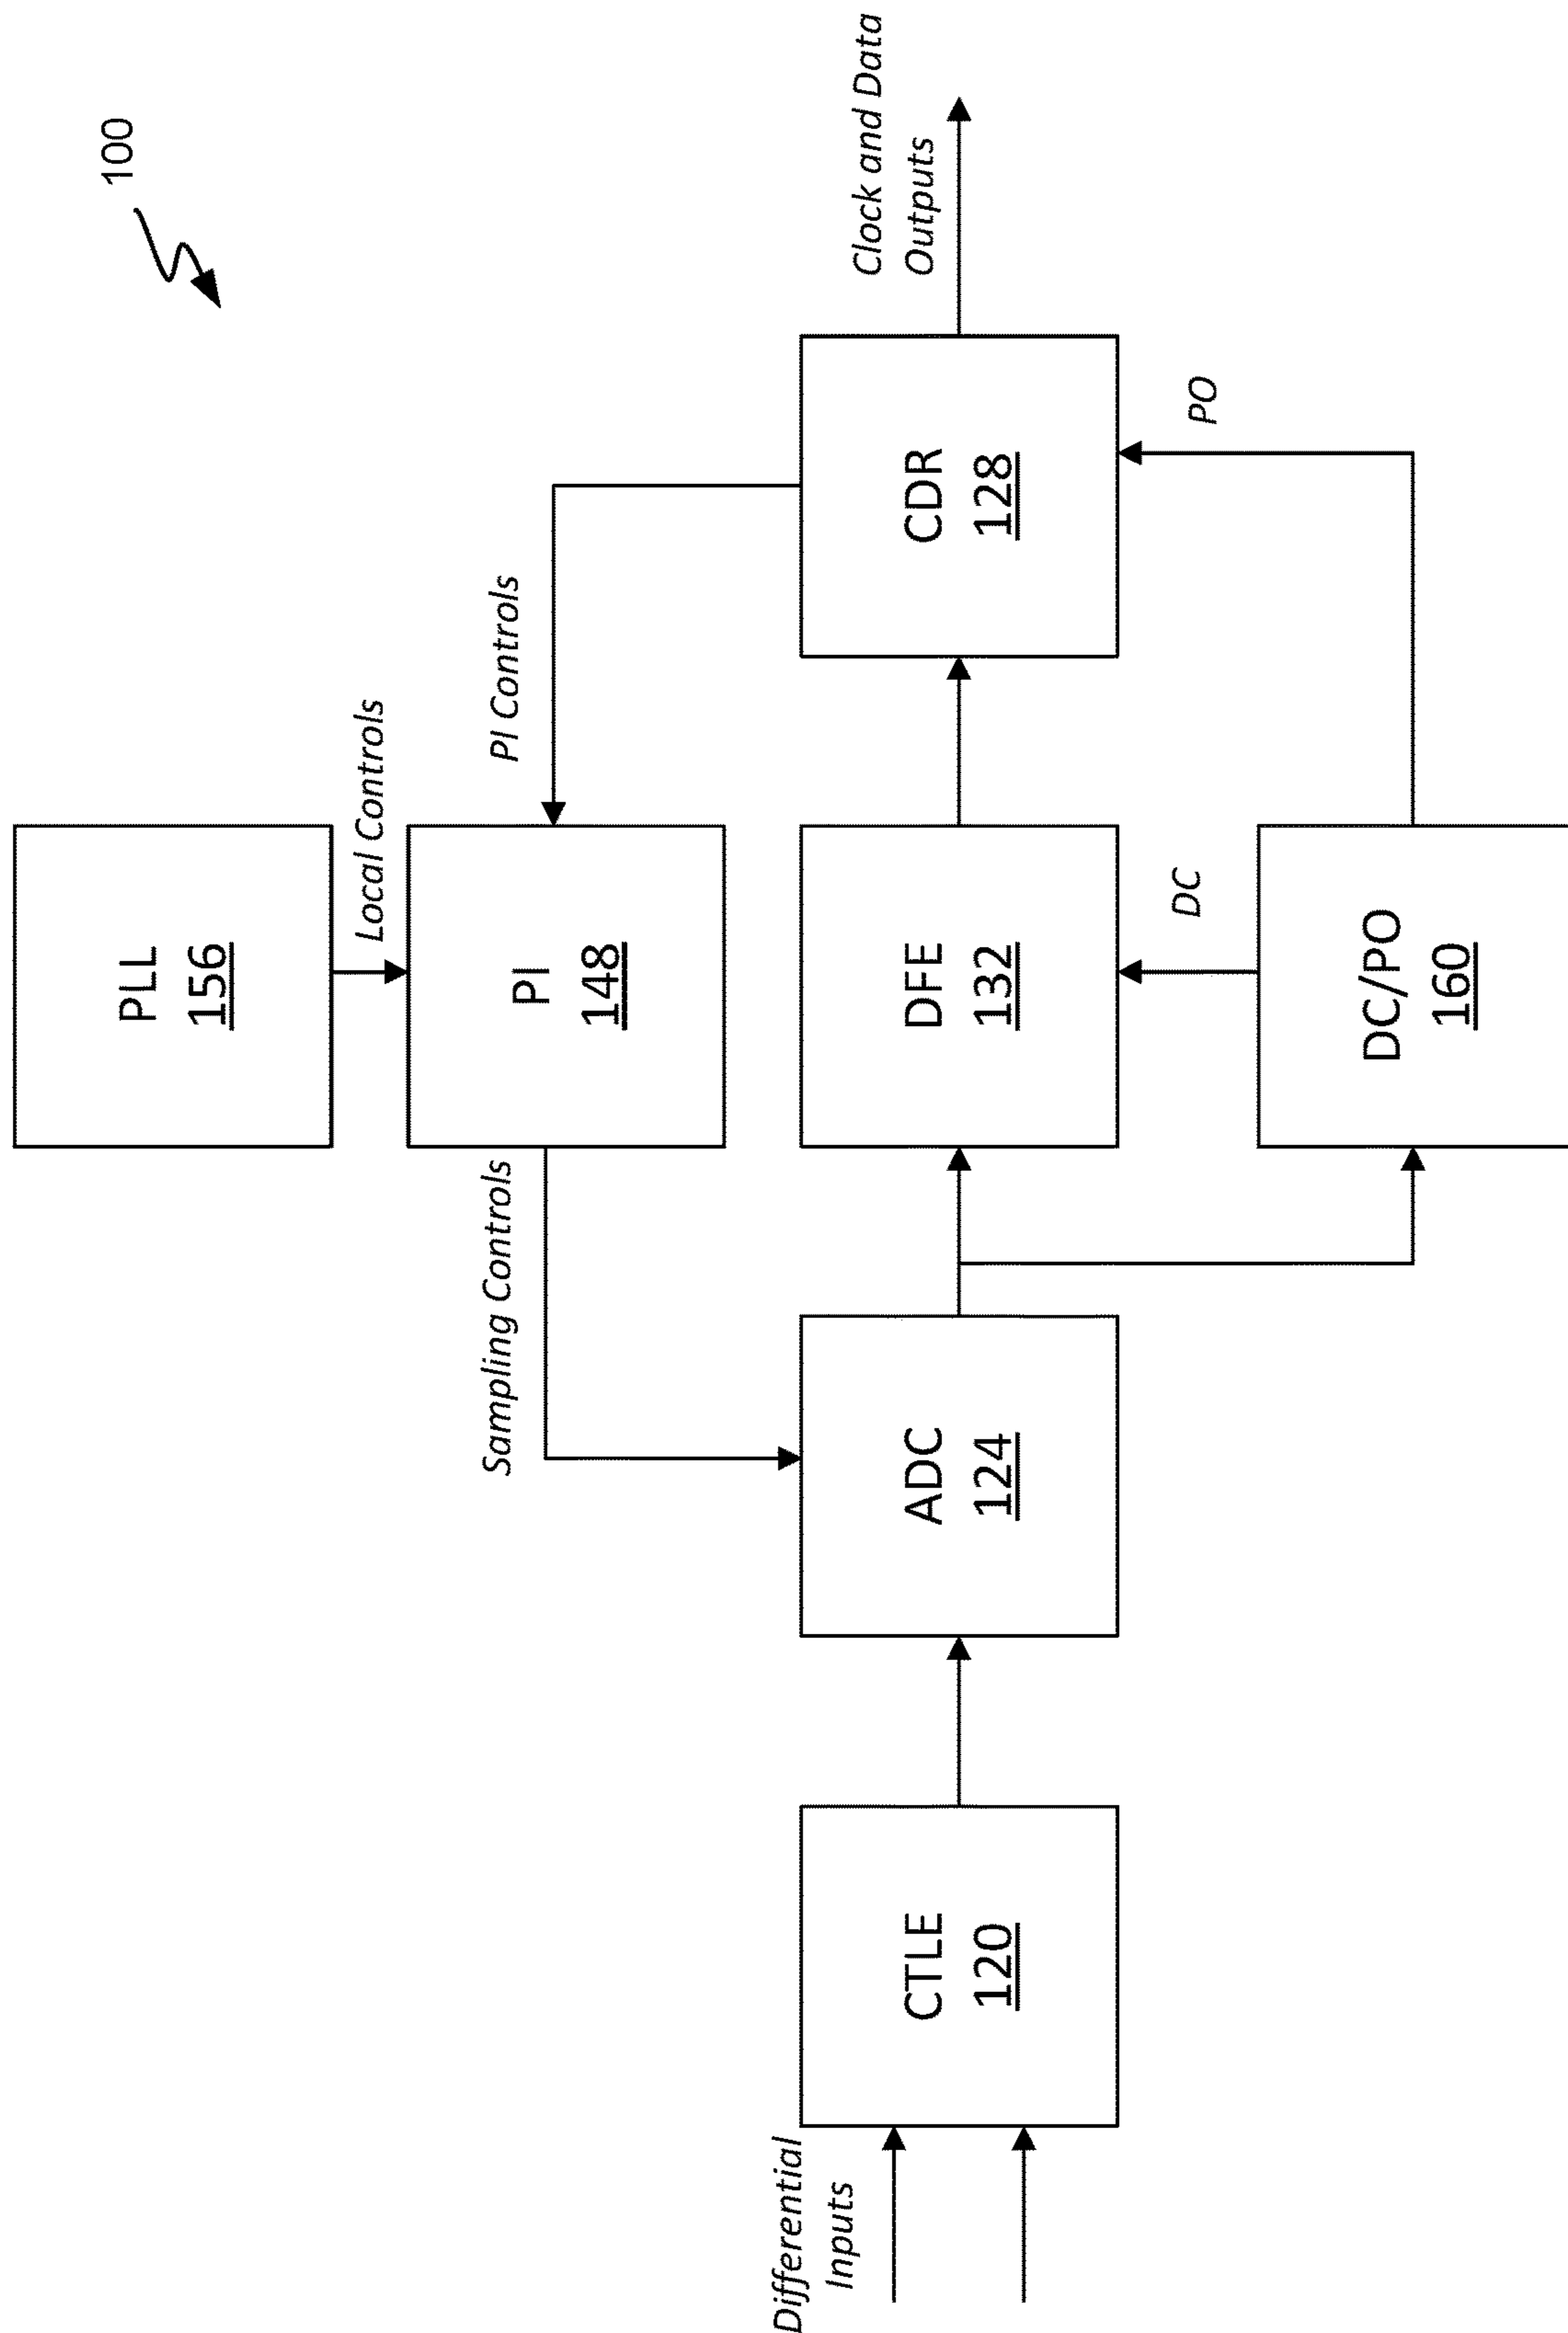 100
PLL
156
Local Controls
PI
148
PI Controls
Sampling Controls
Differential
Inputs
CTLE
120
ADC
124
DFE
132
CDR
128
Clock and Data
Outputs
DC
PO
DC/PO
160